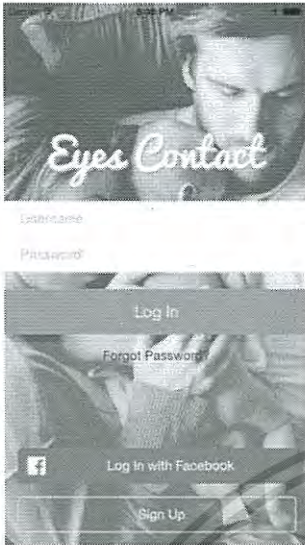 Eyes Contact
Username
Password
Log In
Forgot Password?
Log In with Facebook
Sign Up